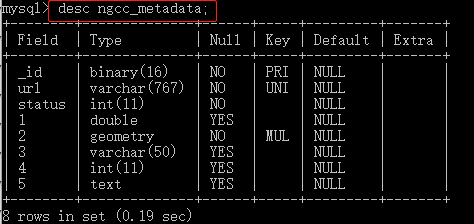 mysql> desc ngcc_metadata;
+--------+--------------+------+-----+---------+-------+
| Field | Type | Null | Key | Default | Extra |
+--------+--------------+------+-----+---------+-------+
| _id | binary(16) | NO | PRI | NULL | |
| url | varchar(767) | NO | UNI | NULL | |
| status | int(11) | NO | | NULL | |
| 1 | double | YES | | NULL | |
| 2 | geometry | NO | MUL | NULL | |
| 3 | varchar(50) | YES | | NULL | |
| 4 | int(11) | YES | | NULL | |
| 5 | text | YES | | NULL | |
+--------+--------------+------+-----+---------+-------+
8 rows in set (0.19 sec)